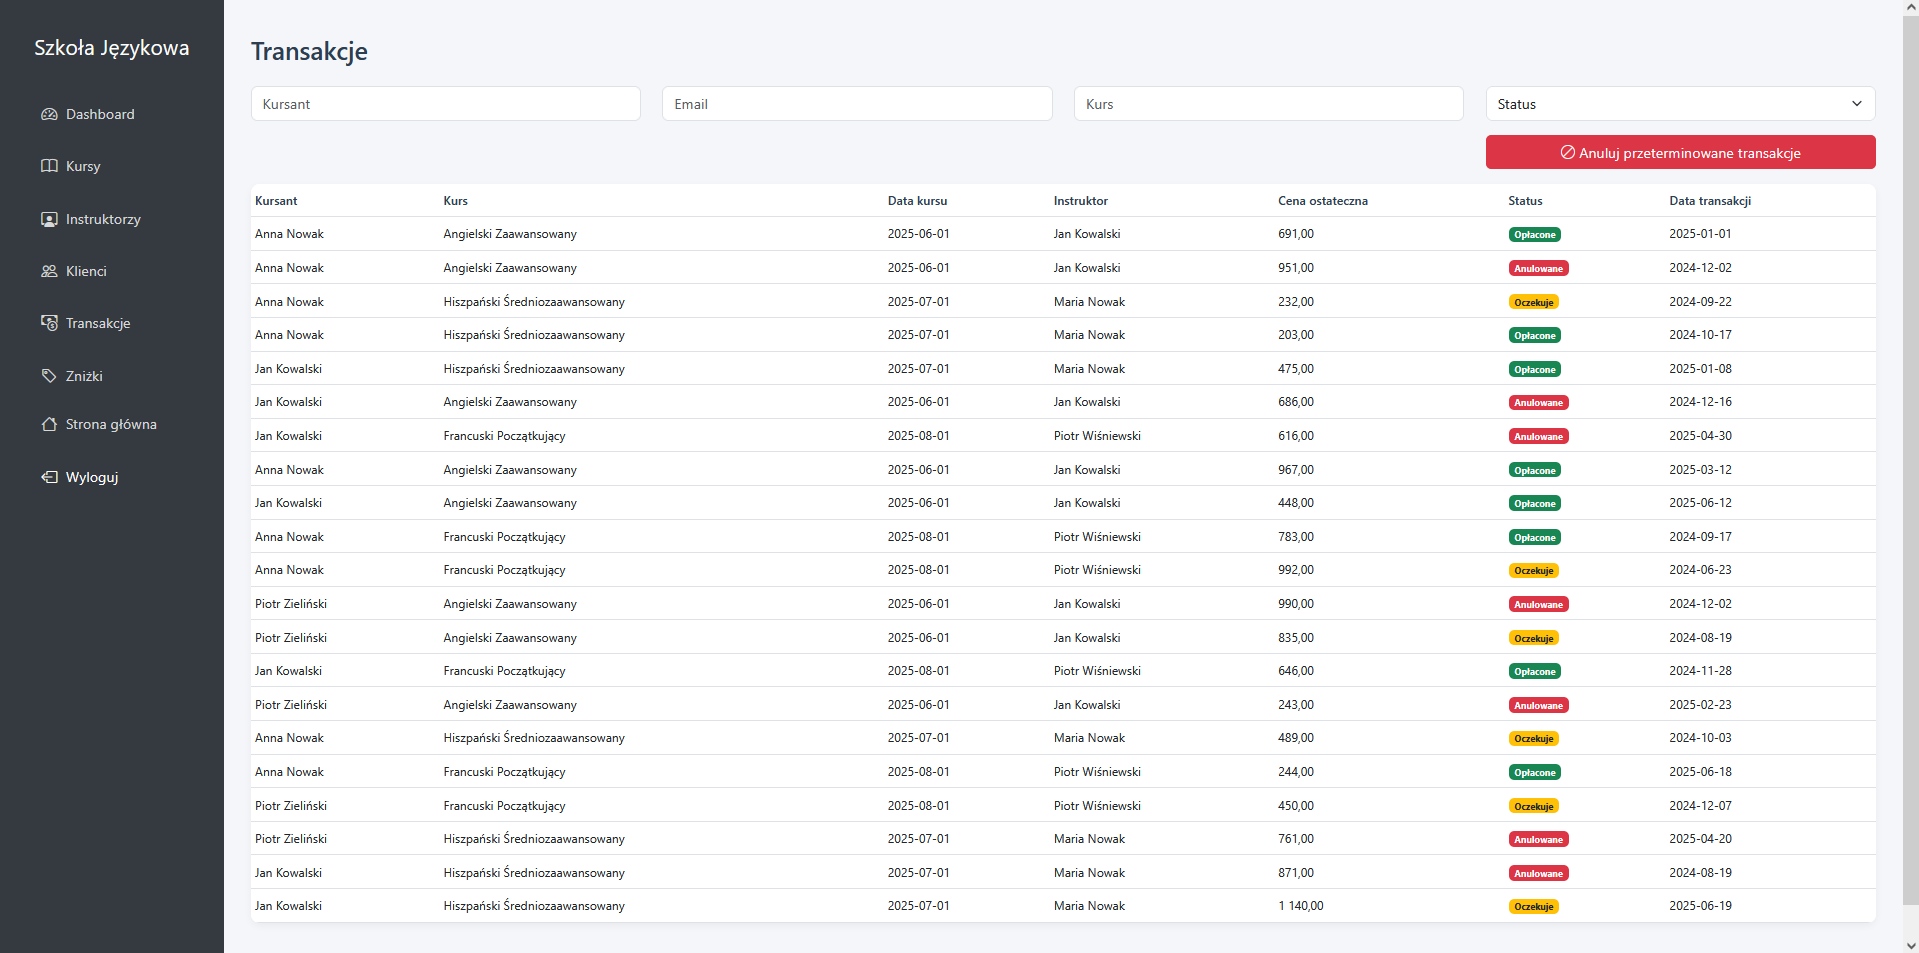 Szkoła Językowa
Dashboard
Kursy
Instruktorzy
Klienci
Transakcje
Zniżki
Strona główna
Wyloguj
Transakcje
Kursant Email Kurs Status
Anuluj przeterminowane transakcje
Kursant Kurs Data kursu Instruktor Cena ostateczna Status Data transakcji
Anna Nowak Angielski Zaawansowany 2025-06-01 Jan Kowalski 691,00 Opłacone 2025-01-01
Anna Nowak Angielski Zaawansowany 2025-06-01 Jan Kowalski 951,00 Anulowane 2024-12-02
Anna Nowak Hiszpański Średniozaawansowany 2025-07-01 Maria Nowak 232,00 Oczekuje 2024-09-22
Anna Nowak Hiszpański Średniozaawansowany 2025-07-01 Maria Nowak 203,00 Opłacone 2024-10-17
Jan Kowalski Hiszpański Średniozaawansowany 2025-07-01 Maria Nowak 475,00 Opłacone 2025-01-08
Jan Kowalski Angielski Zaawansowany 2025-06-01 Jan Kowalski 686,00 Anulowane 2024-12-16
Jan Kowalski Francuski Początkujący 2025-08-01 Piotr Wiśniewski 616,00 Anulowane 2025-04-30
Anna Nowak Angielski Zaawansowany 2025-06-01 Jan Kowalski 967,00 Opłacone 2025-03-12
Jan Kowalski Angielski Zaawansowany 2025-06-01 Jan Kowalski 448,00 Opłacone 2025-06-12
Anna Nowak Francuski Początkujący 2025-08-01 Piotr Wiśniewski 783,00 Opłacone 2024-09-17
Anna Nowak Francuski Początkujący 2025-08-01 Piotr Wiśniewski 992,00 Oczekuje 2024-06-23
Piotr Zieliński Angielski Zaawansowany 2025-06-01 Jan Kowalski 990,00 Anulowane 2024-12-02
Piotr Zieliński Angielski Zaawansowany 2025-06-01 Jan Kowalski 835,00 Oczekuje 2024-08-19
Jan Kowalski Francuski Początkujący 2025-08-01 Piotr Wiśniewski 646,00 Opłacone 2024-11-28
Piotr Zieliński Angielski Zaawansowany 2025-06-01 Jan Kowalski 243,00 Anulowane 2025-02-23
Anna Nowak Hiszpański Średniozaawansowany 2025-07-01 Maria Nowak 489,00 Oczekuje 2024-10-03
Anna Nowak Francuski Początkujący 2025-08-01 Piotr Wiśniewski 244,00 Opłacone 2025-06-18
Piotr Zieliński Francuski Początkujący 2025-08-01 Piotr Wiśniewski 450,00 Oczekuje 2024-12-07
Piotr Zieliński Hiszpański Średniozaawansowany 2025-07-01 Maria Nowak 761,00 Anulowane 2025-04-20
Jan Kowalski Hiszpański Średniozaawansowany 2025-07-01 Maria Nowak 871,00 Anulowane 2024-08-19
Jan Kowalski Hiszpański Średniozaawansowany 2025-07-01 Maria Nowak 1 140,00 Oczekuje 2025-06-19